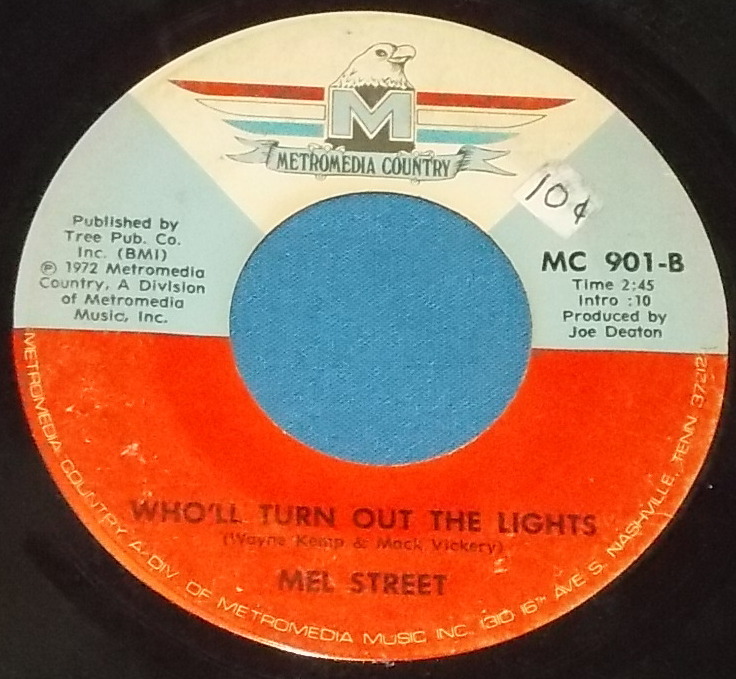 M
METROMEDIA COUNTRY
10¢
Published by
Tree Pub. Co.
Inc. (BMI)
℗ 1972 Metromedia
Country, A Division
of Metromedia
Music, Inc.
MC 901-B
Time 2:45
Intro :10
Produced by
Joe Deaton
WHO'LL TURN OUT THE LIGHTS
(Wayne Kemp & Mack Vickery)
MEL STREET
METROMEDIA COUNTRY A DIV. OF METROMEDIA MUSIC INC. 1310 16TH AVE S. NASHVILLE, TENN 37212